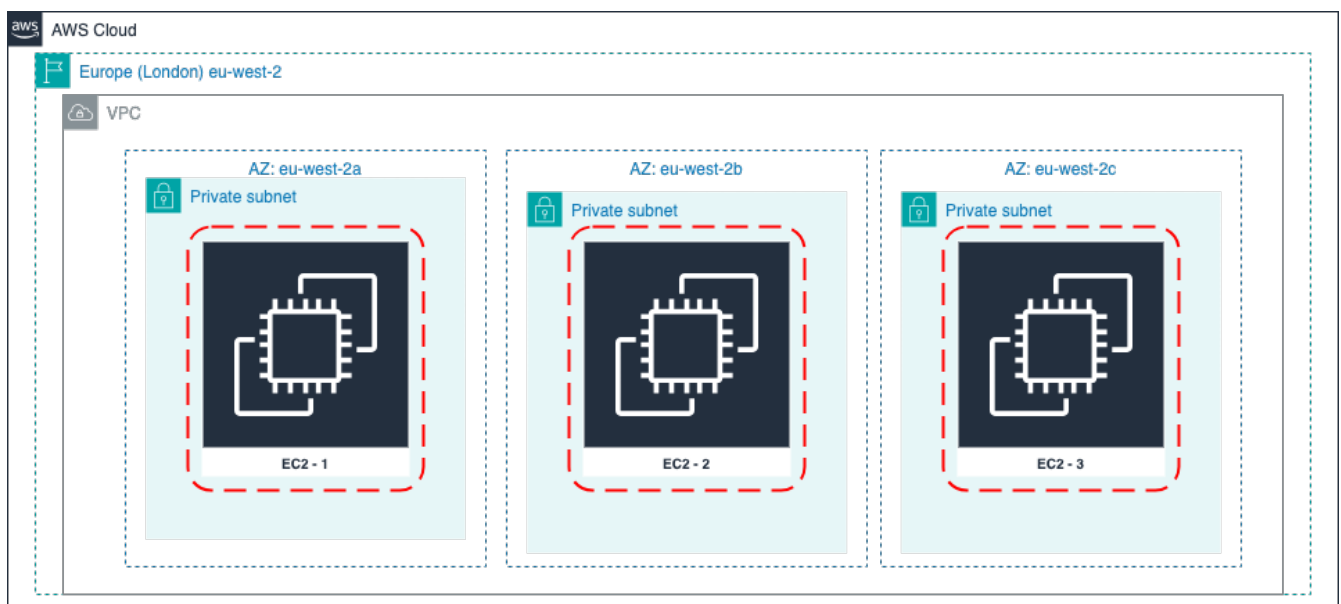 aws
AWS Cloud
Europe (London) eu-west-2
VPC
AZ: eu-west-2a
Private subnet
EC2 - 1
AZ: eu-west-2b
Private subnet
EC2 - 2
AZ: eu-west-2c
Private subnet
EC2 - 3